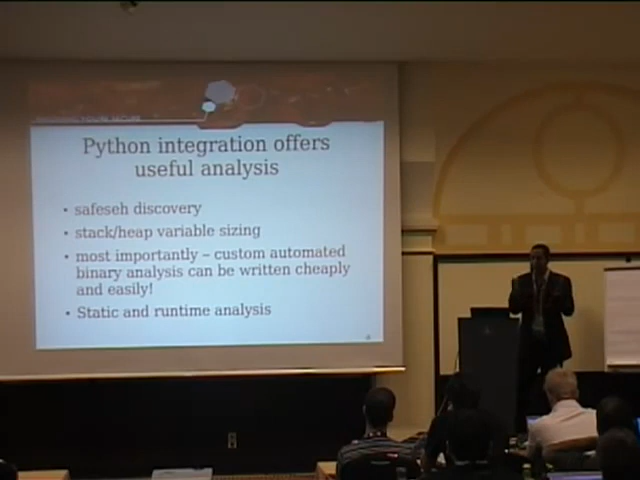 Python integration offers
useful analysis
• safeseh discovery
• stack/heap variable sizing
• most importantly – custom automated
binary analysis can be written cheaply
and easily!
• Static and runtime analysis